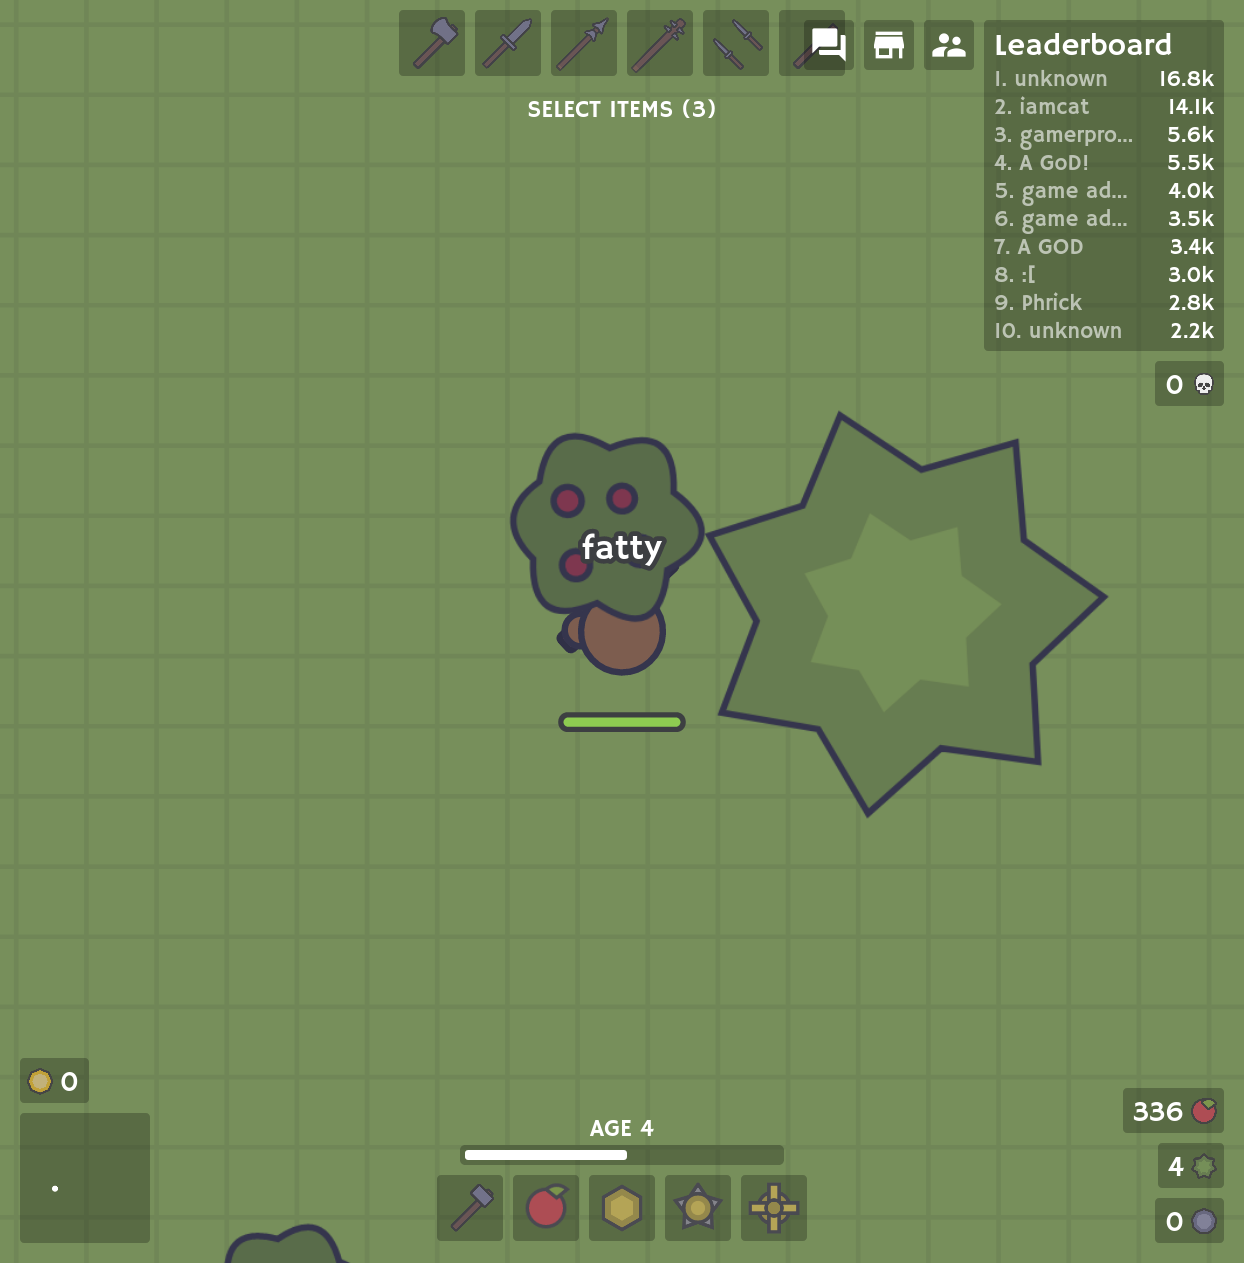 SELECT ITEMS (3)
Leaderboard
1. unknown 16.8k
2. iamcat 14.1k
3. gamerpro... 5.6k
4. A GoD! 5.5k
5. game ad... 4.0k
6. game ad... 3.5k
7. A GOD 3.4k
8. :[ 3.0k
9. Phrick 2.8k
10. unknown 2.2k
0
fatty
0
336
AGE 4
4
0